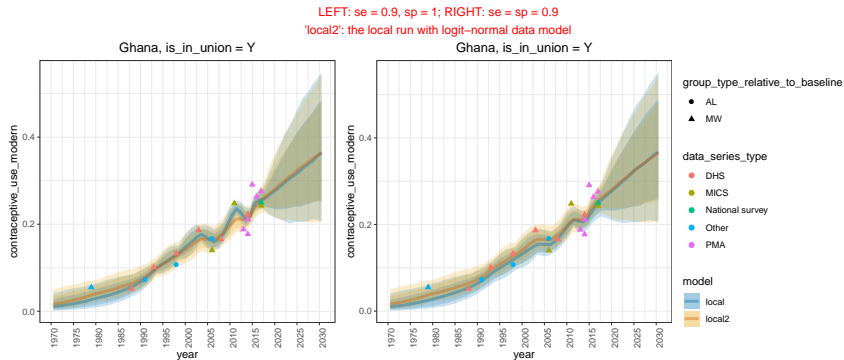 LEFT: se = 0.9, sp = 1; RIGHT: se = sp = 0.9
'local2': the local run with logit−normal data model
Ghana, is_in_union = Y
contraceptive_use_modern
0.4
0.2
0.0
1970
1975
1980
1985
1990
1995
2000
2005
2010
2015
2020
2025
2030
year
Ghana, is_in_union = Y
contraceptive_use_modern
0.4
0.2
0.0
1970
1975
1980
1985
1990
1995
2000
2005
2010
2015
2020
2025
2030
year
group_type_relative_to_baseline
AL
MW
data_series_type
DHS
MICS
National survey
Other
PMA
model
local
local2